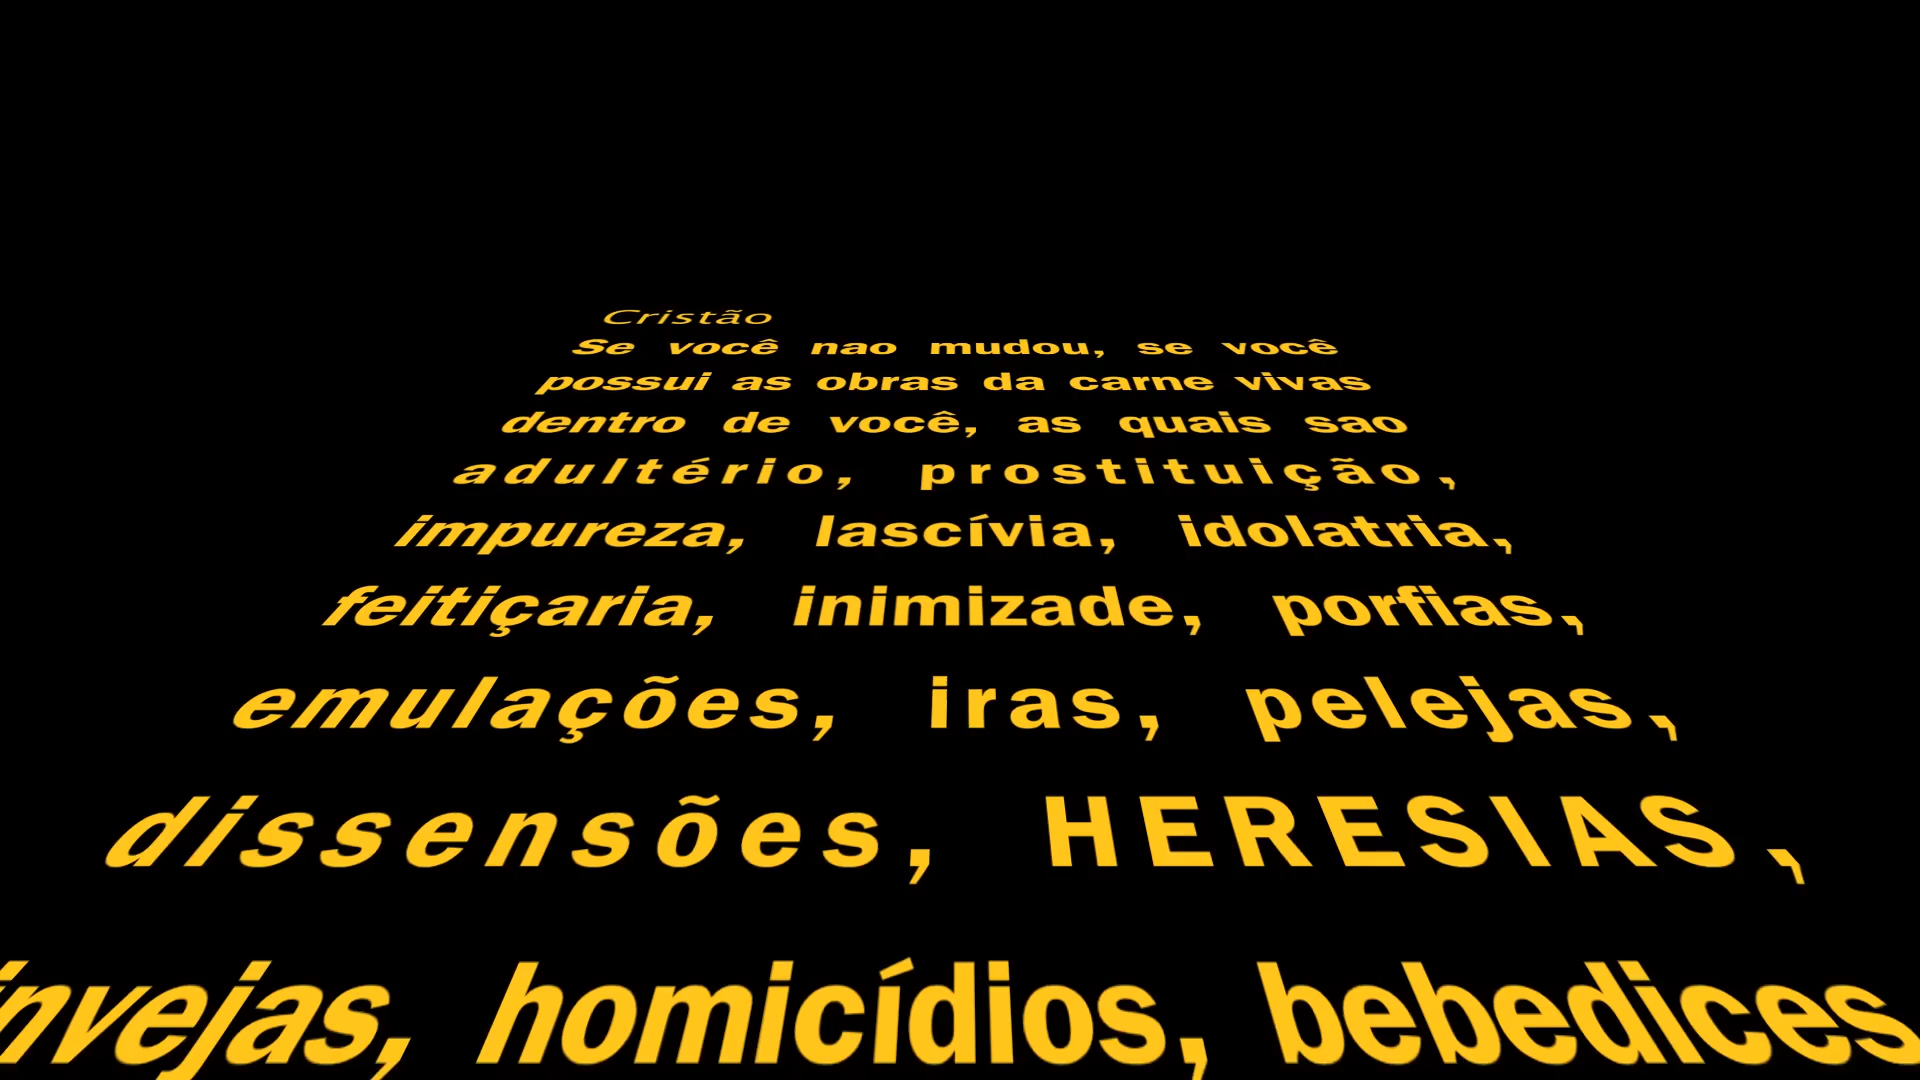 Cristão
Se você nao mudou, se você
possui as obras da carne vivas
dentro de você, as quais sao
adultério, prostituição,
impureza, lascívia, idolatria,
feitiçaria, inimizade, porfias,
emulações, iras, pelejas,
dissensões, HERESIAS,
invejas, homicídios, bebedices